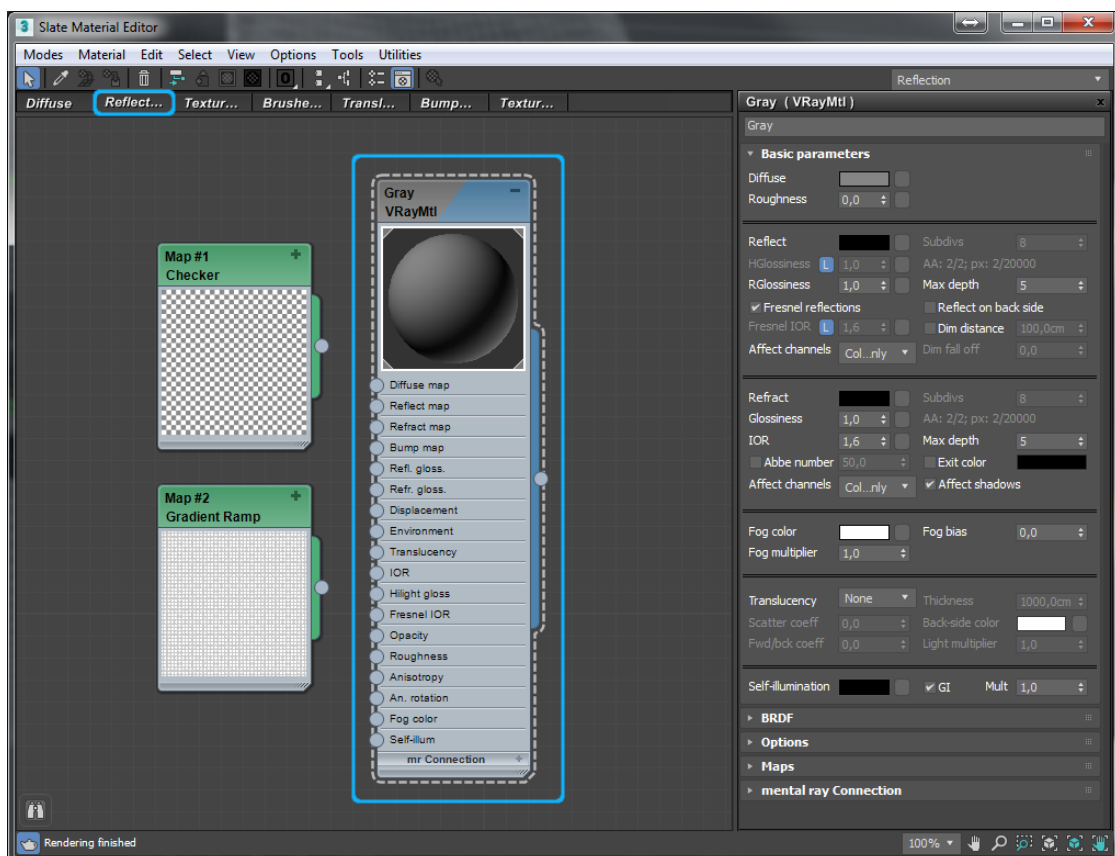 3 Slate Material Editor
Modes Material Edit Select View Options Tools Utilities
0 Reflection
Diffuse Reflect... Textur... Brushe... Transl... Bump... Textur...
Gray ( VRayMtl ) x
Gray
Basic parameters
Diffuse
Roughness 0,0
Reflect Subdivs 8
HGlossiness L 1,0 AA: 2/2; px: 2/20000
RGlossiness 1,0 Max depth 5
Fresnel reflections Reflect on back side
Fresnel IOR L 1,6 Dim distance 100,0cm
Affect channels Col...nly Dim fall off 0,0
Refract Subdivs 8
Glossiness 1,0 AA: 2/2; px: 2/20000
IOR 1,6 Max depth 5
Abbe number 50,0 Exit color
Affect channels Col...nly Affect shadows
Fog color Fog bias 0,0
Fog multiplier 1,0
Translucency None Thickness 1000,0cm
Scatter coeff 0,0 Back-side color
Fwd/bck coeff 0,0 Light multiplier 1,0
Self-illumination GI Mult 1,0
BRDF
Options
Maps
mental ray Connection
Map #1
Checker
Map #2
Gradient Ramp
Gray
VRayMtl
Diffuse map
Reflect map
Refract map
Bump map
Refl. gloss.
Refr. gloss.
Displacement
Environment
Translucency
IOR
Hilight gloss
Fresnel IOR
Opacity
Roughness
Anisotropy
An. rotation
Fog color
Self-illum
mr Connection +
Rendering finished 100%